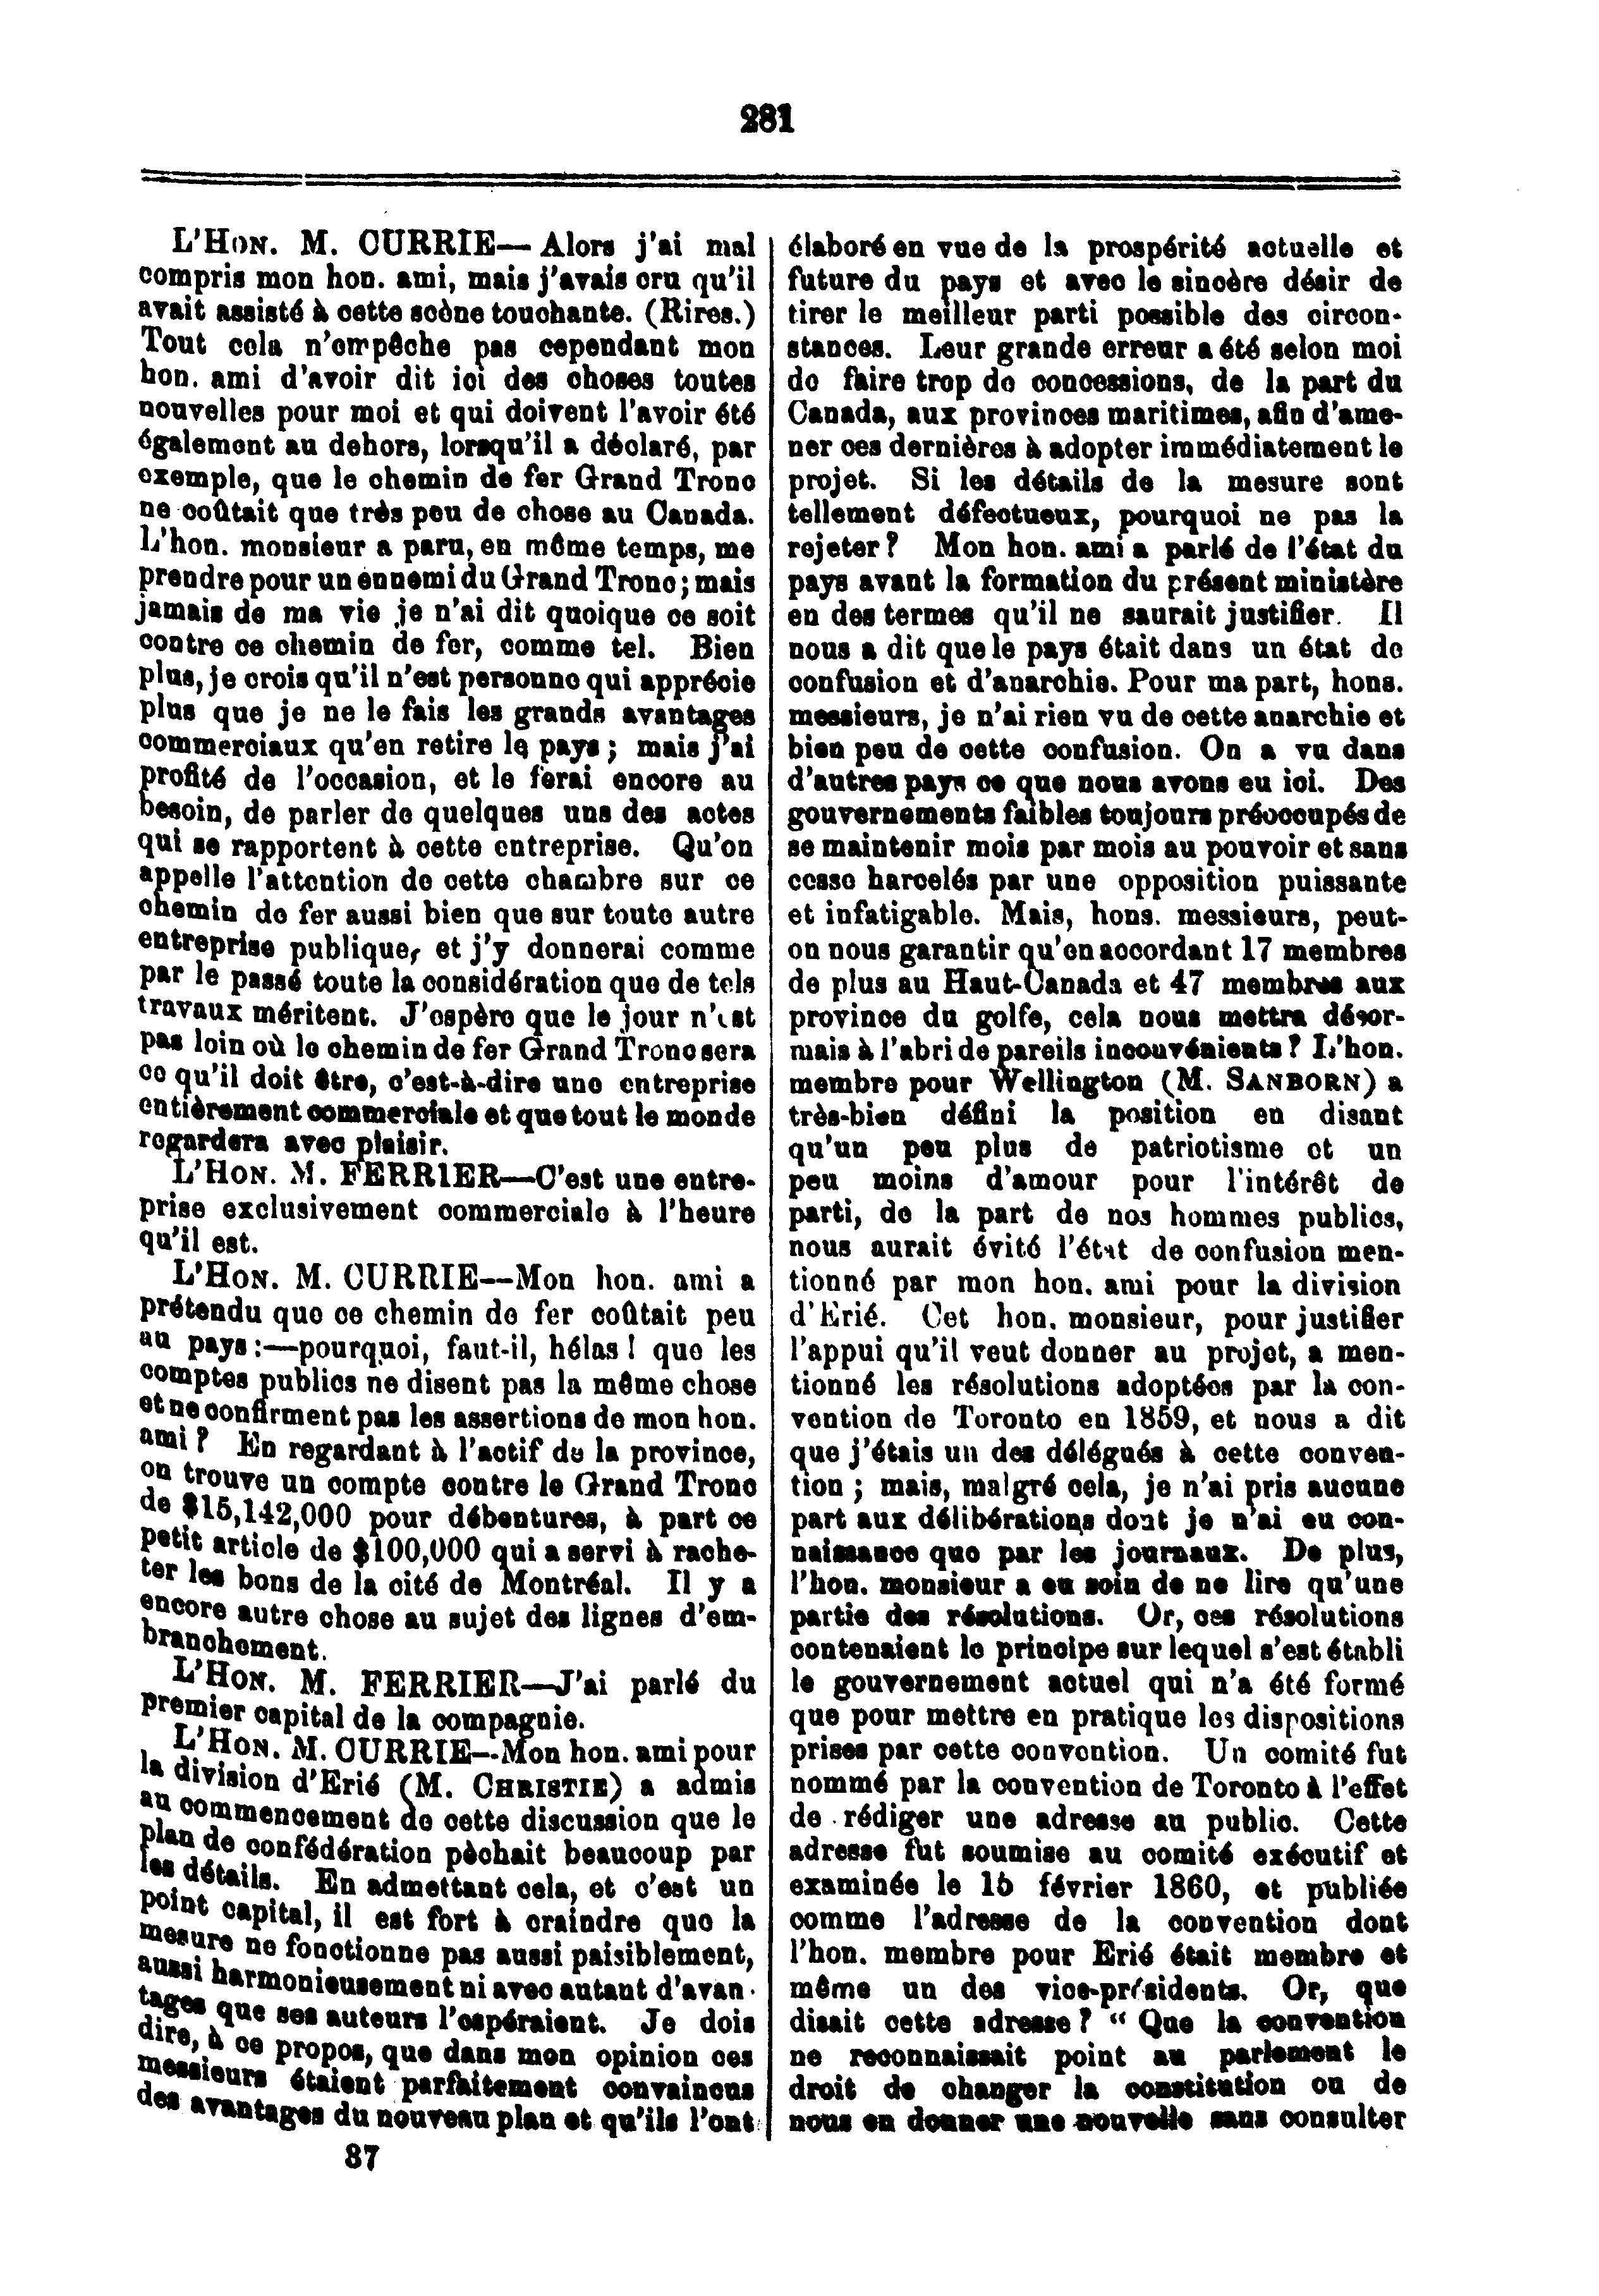 281
L'HON. M. CURRIE— Alors j'ai mal
compris mon hon. ami, mais j'avais cru qu'il
avait assisté à cette scène touchante. (Rires.)
Tout cela n'empêche pas cependant mon
hon. ami d'avoir dit ici des choses toutes
nouvelles pour moi et qui doivent l'avoir été
également au dehors, lorsqu'il a déclaré, par
exemple, que le chemin de fer Grand Tronc
ne coûtait que très peu de chose au Canada.
L'hon. monsieur a paru, en même temps, me
prendre pour un ennemi du Grand Tronc; mais
jamais de ma vie je n'ai dit quoique ce soit
contre ce chemin de fer, comme tel. Bien
plus, je crois qu'il n'est personne qui apprécie
plus que je ne le fais les grands avantages
commerciaux qu'en retire le pays ; mais j'ai
profité de l'occasion, et le ferai encore au
besoin, de parler de quelques uns des actes
qui se rapportent à cette entreprise. Qu'on
appelle l'attention de cette chambre sur ce
chemin de fer aussi bien que sur toute autre
entreprise publique, et j'y donnerai comme
par le passé toute la considération que de tels
travaux méritent. J'espère que le jour n'est
pas loin où le chemin de fer Grand Tronc sera
ce qu'il doit être, c'est-à-dire une entreprise
entièrement commerciale et que tout le monde
regardera avec plaisir.
L'HON. M. FERRIER—C'est une entre-
prise exclusivement commerciale à l'heure
qu'il est.
L'HON. M. CURRIE—Mon hon. ami a
prétendu que ce chemin de fer coûtait peu
au pays :—pourquoi, faut-il, hélas ! que les
comptes publics ne disent pas la même chose
et ne confirment pas les assertions de mon hon.
ami ? En regardant à l'actif de la province,
on trouve un compte contre le Grand Tronc
de $15,142,000 pour débentures, à part ce
petit article de $100,000 qui a servi à rache-
ter les bons de la cité de Montréal. Il y a
encore autre chose au sujet des lignes d'em-
branchement.
L'HON. M. FERRIER—J'ai parlé du
premier capital de la compagnie.
L'HON. M. CURRIE—Mon hon. ami pour
la division d'Erié (M. CHRISTIE) a admis
au commencement de cette discussion que le
plan de confédération pèchait beaucoup par
les détails. En admettant cela, et c'est un
point capital, il est fort à craindre que la
mesure ne fonctionne pas aussi paisiblement,
aussi harmonieusement ni avec autant d'avan-
tages que ses auteurs l'espéraient. Je dois
dire, à ce propos, que dans mon opinion ces
messieurs étaient parfaitement convaincus
des avantages du nouveau plan et qu'ils l'ont
87
élaboré en vue de la prospérité actuelle et
future du pays et avec le sincère désir de
tirer le meilleur parti possible des circon-
stances. Leur grande erreur a été selon moi
de faire trop de concessions, de la part du
Canada, aux provinces maritimes, afin d'ame-
ner ces dernières à adopter immédiatement le
projet. Si les détails de la mesure sont
tellement défectueux, pourquoi ne pas la
rejeter ? Mon hon. ami a parlé de l'état du
pays avant la formation du présent ministère
en des termes qu'il ne saurait justifier. Il
nous a dit que le pays était dans un état de
confusion et d'anarchie. Pour ma part, hons.
messieurs, je n'ai rien vu de cette anarchie et
bien peu de cette confusion. On a vu dans
d'autres pays ce que nous avons eu ici. Des
gouvernements faibles toujours préoccupés de
se maintenir mois par mois au pouvoir et sans
cesse harcelés par une opposition puissante
et infatigable. Mais, hons. messieurs, peut-
on nous garantir qu'en accordant 17 membres
de plus au Haut-Canada et 47 membres aux
province du golfe, cela nous mettra désor-
mais à l'abri de pareils inconvénients ? L'hon.
membre pour Wellington (M. SANBORN) a
très-bien défini la position en disant
qu'un peu plus de patriotisme et un
peu moins d'amour pour l'intérêt de
parti, de la part de nos hommes publics,
nous aurait évité l'état de confusion men-
tionné par mon hon. ami pour la division
d'Erié. Cet hon. monsieur, pour justifier
l'appui qu'il veut donner au projet, a men-
tionné les résolutions adoptées par la con-
vention de Toronto en 1859, et nous a dit
que j'étais un des délégués à cette conven-
tion ; mais, malgré cela, je n'ai pris aucune
part aux délibérations dont je n'ai eu con-
naissance que par les journaux. De plus,
l'hon. monsieur a eu soin de ne lire qu'une
partie des résolutions. Or, ces résolutions
contenaient le principe sur lequel s'est établi
le gouvernement actuel qui n'a été formé
que pour mettre en pratique les dispositions
prises par cette convention. Un comité fut
nommé par la convention de Toronto à l'effet
de rédiger une adresse au public. Cette
adresse fut soumise au comité exécutif et
examinée le 15 février 1860, et publiée
comme l'adresse de la convention dont
l'hon. membre pour Erié était membre et
même un des vice-présidents. Or, que
disait cette adresse ? “ Que la convention
ne reconnaissait point au parlement le
droit de changer la constitution ou de
nous en donner une nouvelle sans consulter